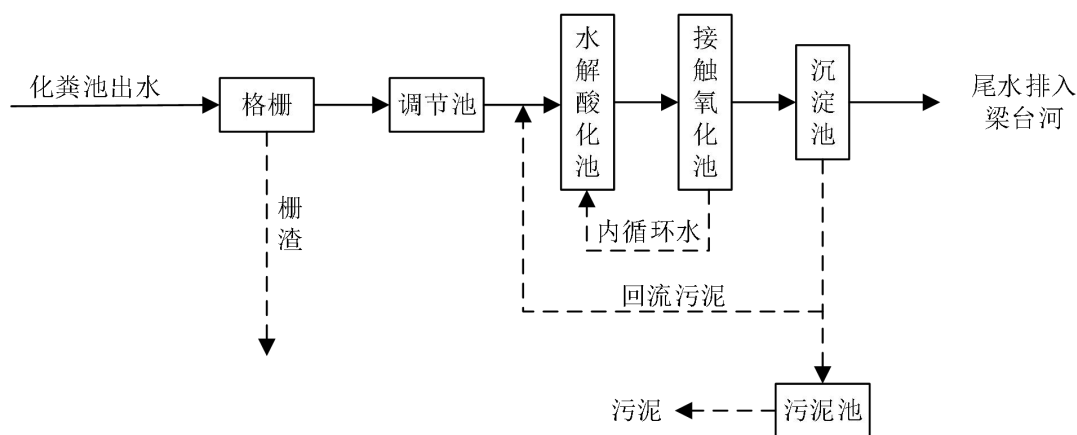 化粪池出水
格栅
调节池
水解酸化池
接触氧化池
沉淀池
尾水排入
梁台河
栅渣
内循环水
回流污泥
污泥
污泥池